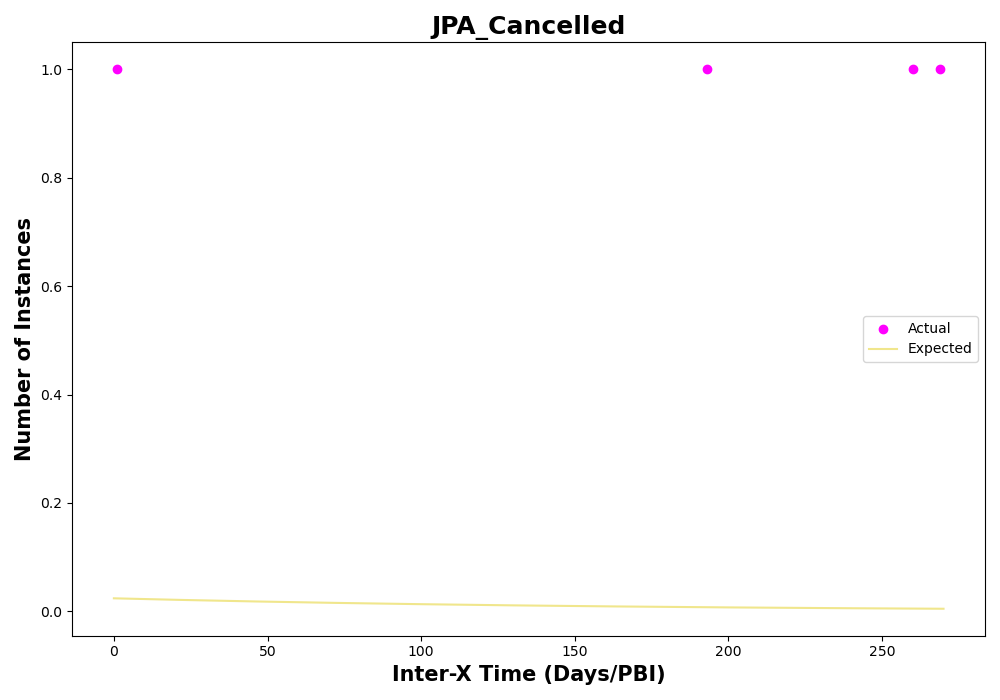 JPA_Cancelled
Number of Instances
1.0
0.8
0.6
0.4
0.2
0.0
Actual
Expected
0 50 100 150 200 250
Inter-X Time (Days/PBI)